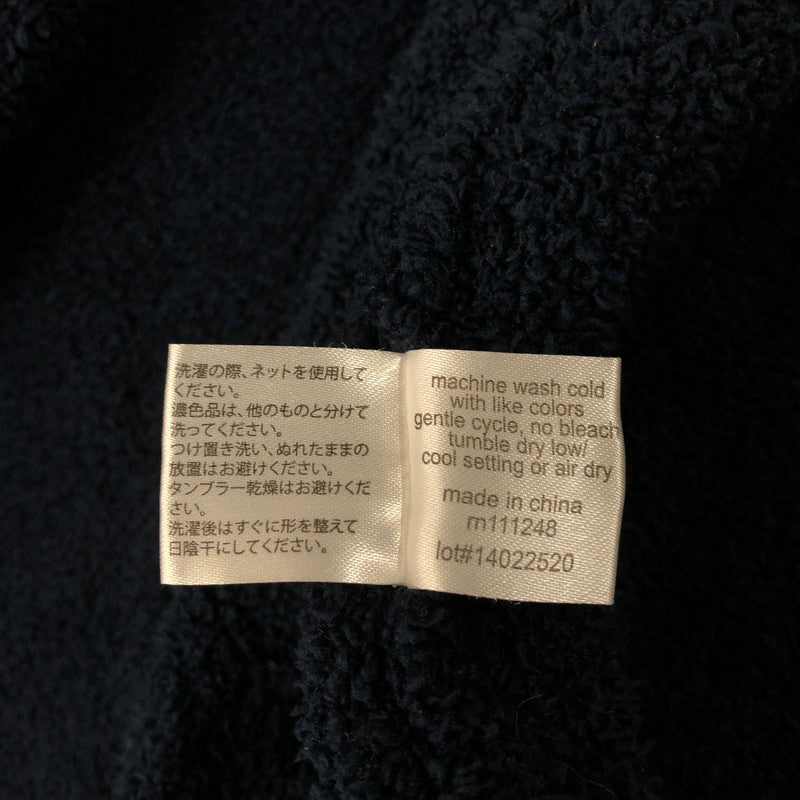 洗濯の際、ネットを使用して
ください。
濃色品は、他のものと分けて
洗ってください。
つけ置き洗い、ぬれたままの
放置はお避けください。
タンブラー乾燥はお避けくだ
さい。
洗濯後はすぐに形を整えて
日陰干にしてください。
machine wash cold
with like colors
gentle cycle, no bleach
tumble dry low/
cool setting or air dry
made in china
rn111248
lot#14022520